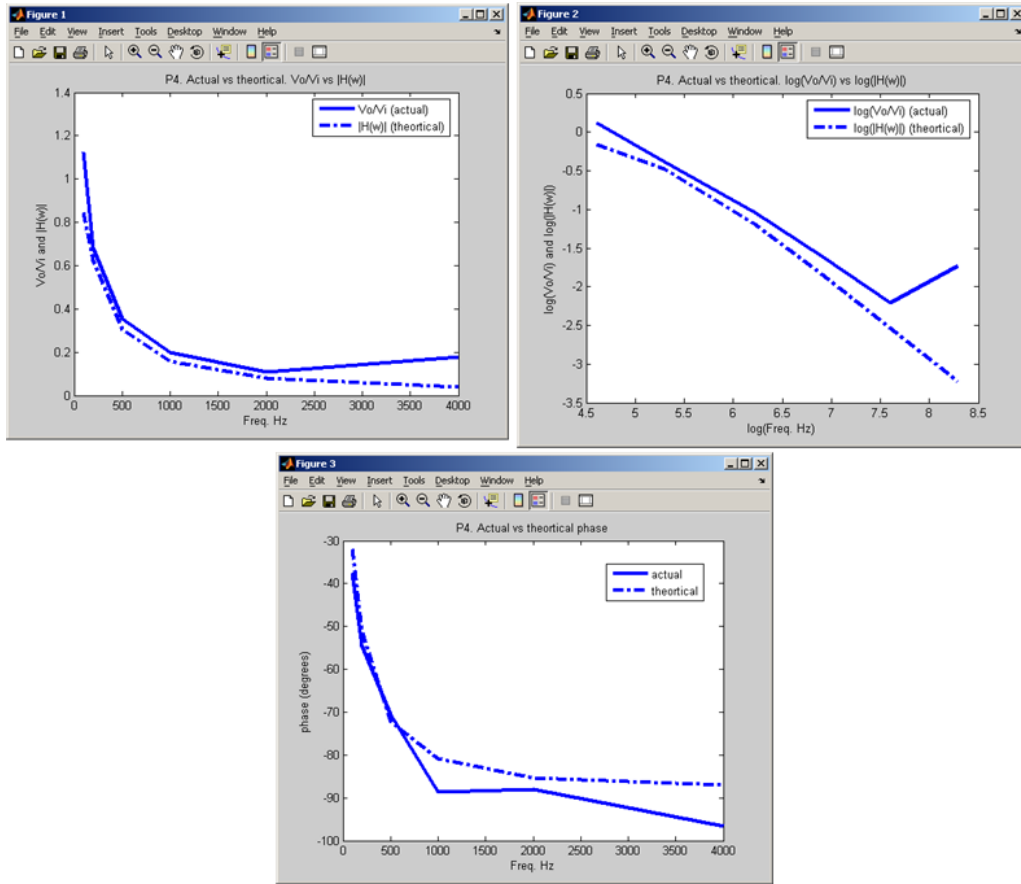 Figure 1
File Edit View Insert Tools Desktop Window Help
P4. Actual vs theortical. Vo/Vi vs |H(w)|
Vo/Vi (actual)
|H(w)| (theortical)
Vo/Vi and |H(w)|
1.4
1.2
1
0.8
0.6
0.4
0.2
0
0 500 1000 1500 2000 2500 3000 3500 4000
Freq. Hz
Figure 2
File Edit View Insert Tools Desktop Window Help
P4. Actual vs theortical. log(Vo/Vi) vs log(|H(w)|)
log(Vo/Vi) (actual)
log(|H(w)|) (theortical)
log(Vo/Vi) and log(|H(w)|)
0.5
0
-0.5
-1
-1.5
-2
-2.5
-3
-3.5
4.5 5 5.5 6 6.5 7 7.5 8 8.5
log(Freq. Hz)
Figure 3
File Edit View Insert Tools Desktop Window Help
P4. Actual vs theortical phase
actual
theortical
phase (degrees)
-30
-40
-50
-60
-70
-80
-90
-100
0 500 1000 1500 2000 2500 3000 3500 4000
Freq. Hz